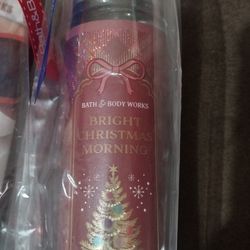 BATH & BODY WORKS
BRIGHT
CHRISTMAS
MORNING